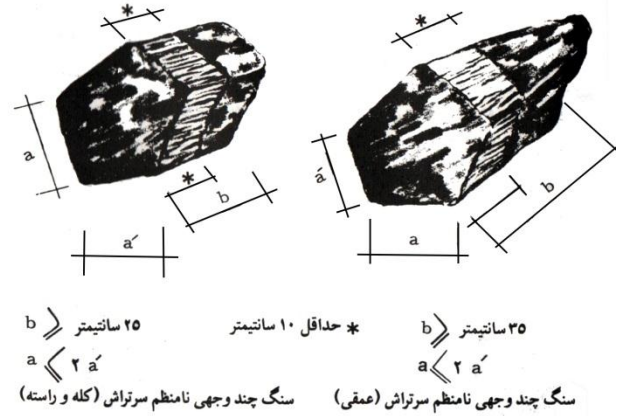 *
*
a
*
b
a´
a´
b
a
b ⩾ ۲۵ سانتیمتر
* حداقل ۱۰ سانتیمتر
b ⩾ ۳۵ سانتیمتر
a ⩽ ۲ a´
a ⩽ ۲ a´
سنگ چند وجهی نامنظم سرتراش (عمقی)
سنگ چند وجهی نامنظم سرتراش (کله و راسته)